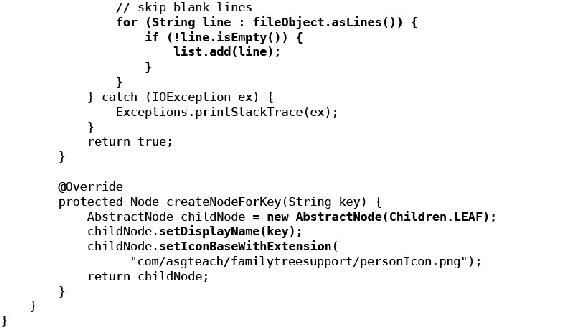 // skip blank lines
for (String line : fileObject.asLines()) {
if (!line.isEmpty()) {
list.add(line);
}
}
} catch (IOException ex) {
Exceptions.printStackTrace(ex);
}
return true;
}
@Override
protected Node createNodeForKey(String key) {
AbstractNode childNode = new AbstractNode(Children.LEAF);
childNode.setDisplayName(key);
childNode.setIconBaseWithExtension(
"com/asgteach/familytreesupport/personIcon.png");
return childNode;
}
}
}